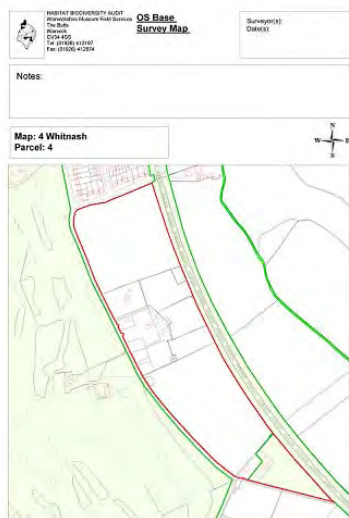 HABITAT BIODIVERSITY AUDIT
Warwickshire Museum Field Services
The Butts
Warwick
CV34 4SS
Tel: (01926) 412197
Fax: (01926) 412974
OS Base
Survey Map
Surveyor(s):
Date(s):
Notes:
Map: 4 Whitnash
Parcel: 4
N
W
E
S